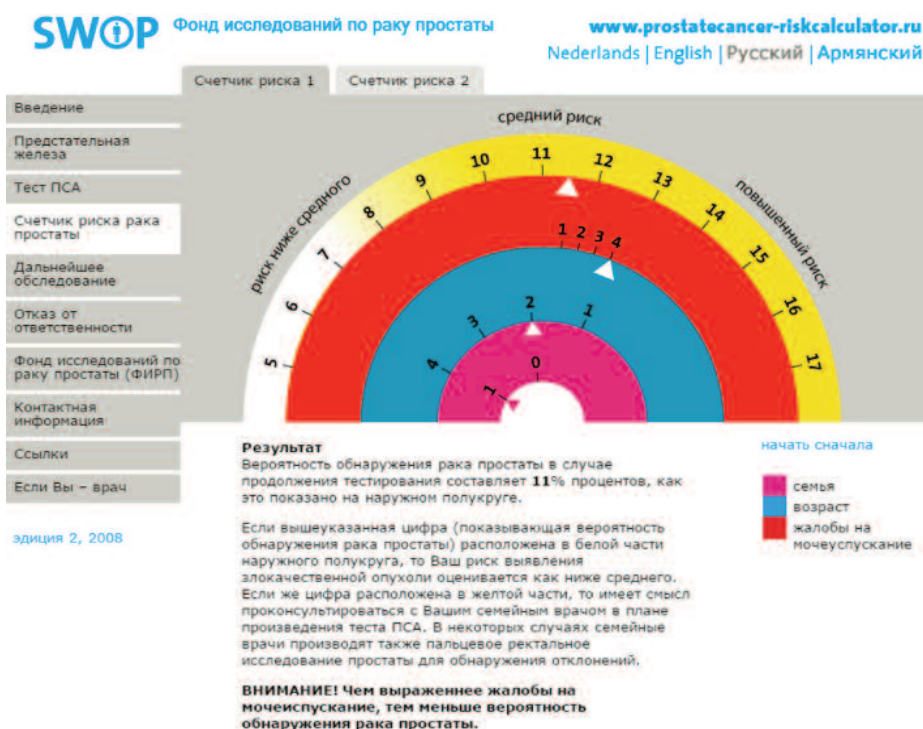 SWOP Фонд исследований по раку простаты
www.prostatecancer-riskcalculator.ru
Nederlands | English | Русский | Армянский
Счетчик риска 1
Счетчик риска 2
Введение
Предстательная
железа
Тест ПСА
Счетчик риска рака
простаты
Дальнейшее
обследование
Отказ от
ответственности
Фонд исследований по
раку простаты (ФИРП)
Контактная
информация
Ссылки
Если Вы – врач
эдиция 2, 2008
риск ниже средного
средний риск
повышенный риск
5 6 7 8 9 10 11 12 13 14 15 16 17
1 2 3 4
4 3 2 1
1 0
Результат
Вероятность обнаружения рака простаты в случае
продолжения тестирования составляет 11% процентов, как
это показано на наружном полукруге.
Если вышеуказанная цифра (показывающая вероятность
обнаружения рака простаты) расположена в белой части
наружного полукруга, то Ваш риск выявления
злокачественной опухоли оценивается как ниже среднего.
Если же цифра расположена в желтой части, то имеет смысл
проконсультироваться с Вашим семейным врачом в плане
произведения теста ПСА. В некоторых случаях семейные
врачи производят также пальцевое ректальное
исследование простаты для обнаружения отклонений.
ВНИМАНИЕ! Чем выраженнее жалобы на
мочеиспускание, тем меньше вероятность
обнаружения рака простаты.
начать сначала
семья
возраст
жалобы на
мочеуспускание